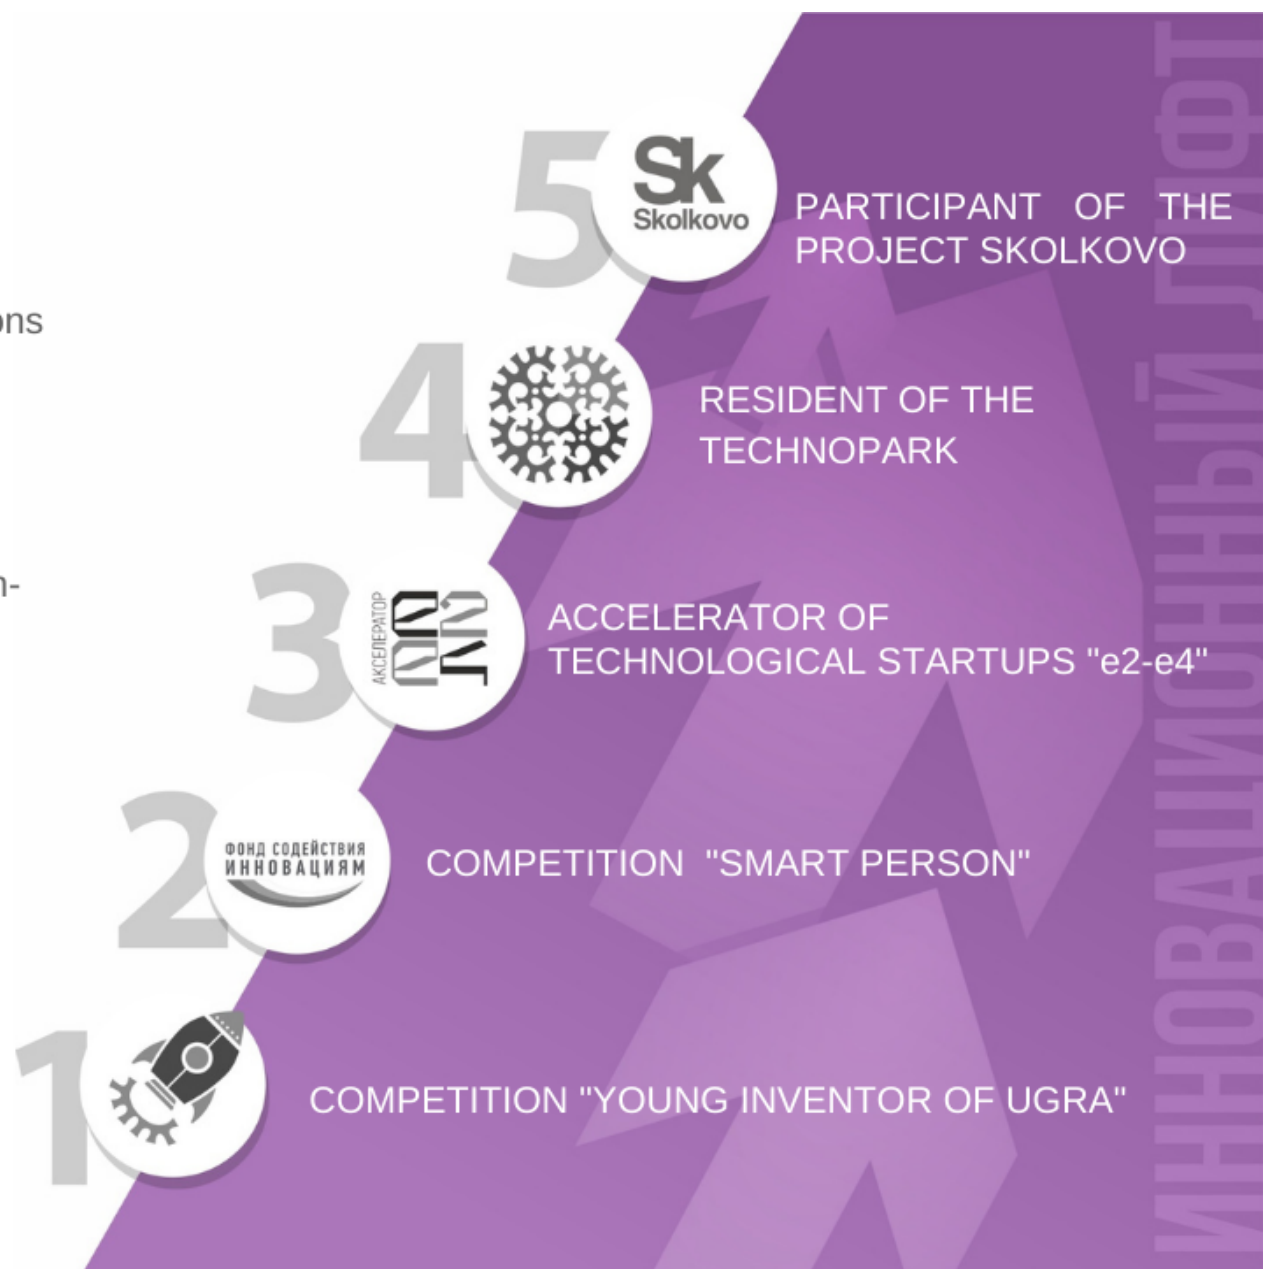 5
Sk
Skolkovo
PARTICIPANT OF THE
PROJECT SKOLKOVO
ons
4
RESIDENT OF THE
TECHNOPARK
n-
3
АКСЕЛЕРАТОР
ACCELERATOR OF
TECHNOLOGICAL STARTUPS "e2-e4"
2
ФОНД СОДЕЙСТВИЯ
ИННОВАЦИЯМ
COMPETITION "SMART PERSON"
1
COMPETITION "YOUNG INVENTOR OF UGRA"
ИННОВАЦИОННЫЙ ЛИФТ